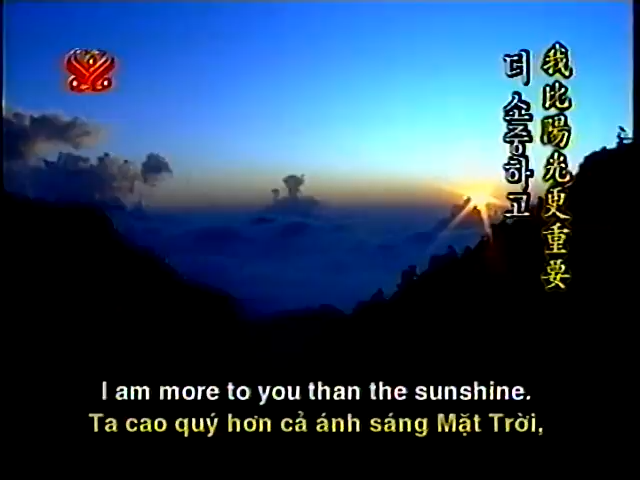 我比陽光更重要
더 소중하고
I am more to you than the sunshine.
Ta cao quý hơn cả ánh sáng Mặt Trời,